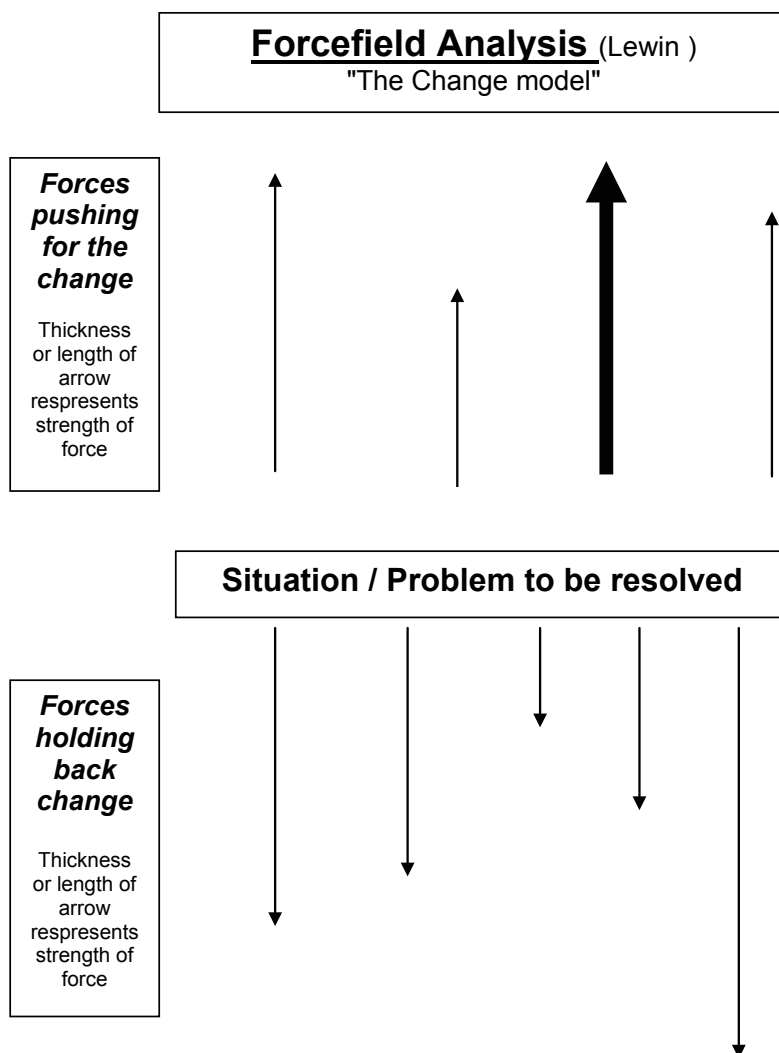 Forcefield Analysis (Lewin )
"The Change model"
Forces
pushing
for the
change
Thickness
or length of
arrow
respresents
strength of
force
Situation / Problem to be resolved
Forces
holding
back
change
Thickness
or length of
arrow
respresents
strength of
force